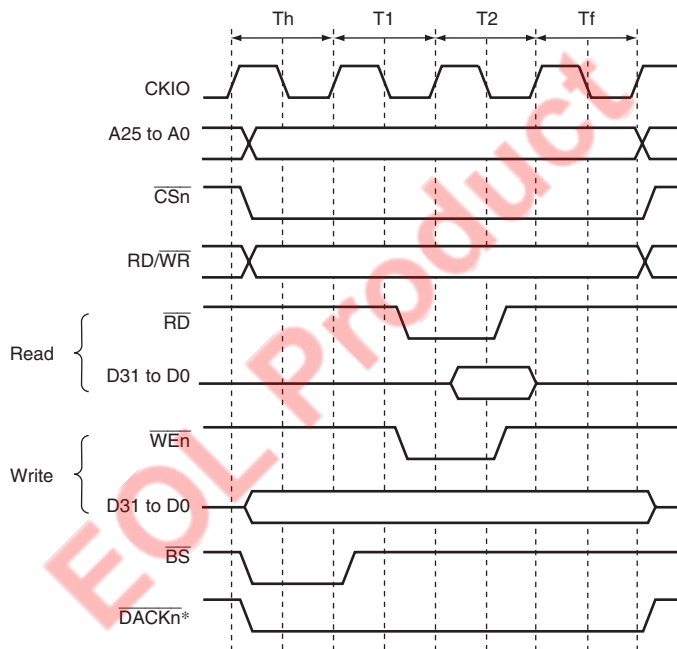 Th T1 T2 Tf
CKIO
A25 to A0
CSn
RD/WR
RD
Read
D31 to D0
WEn
Write
D31 to D0
BS
DACKn*
EOL Product